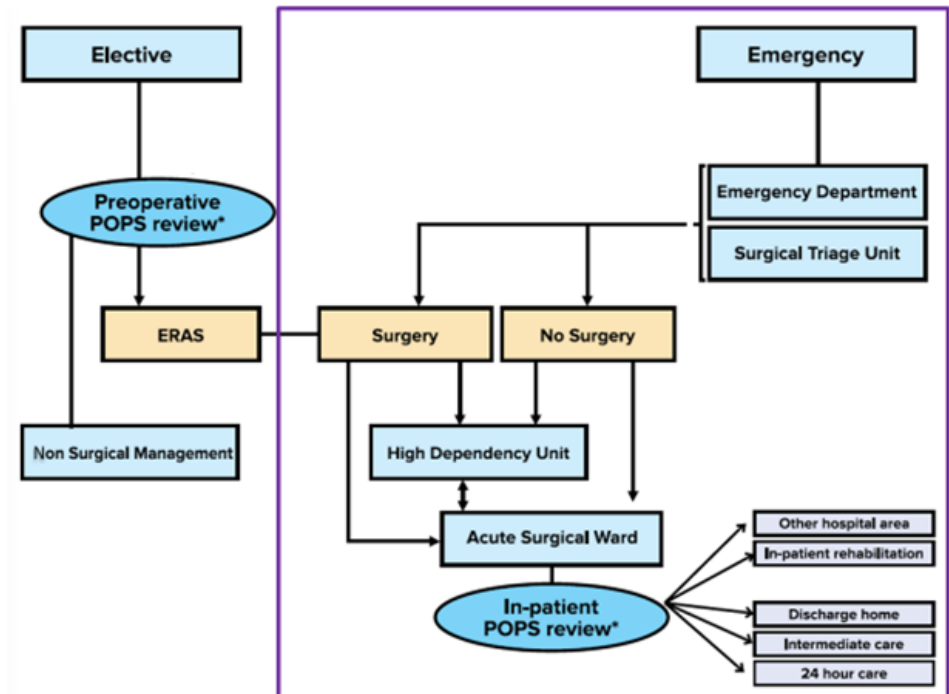 Elective
Emergency
Preoperative
POPS review*
Emergency Department
Surgical Triage Unit
ERAS
Surgery
No Surgery
Non Surgical Management
High Dependency Unit
Acute Surgical Ward
In-patient
POPS review*
Other hospital area
In-patient rehabilitation
Discharge home
Intermediate care
24 hour care